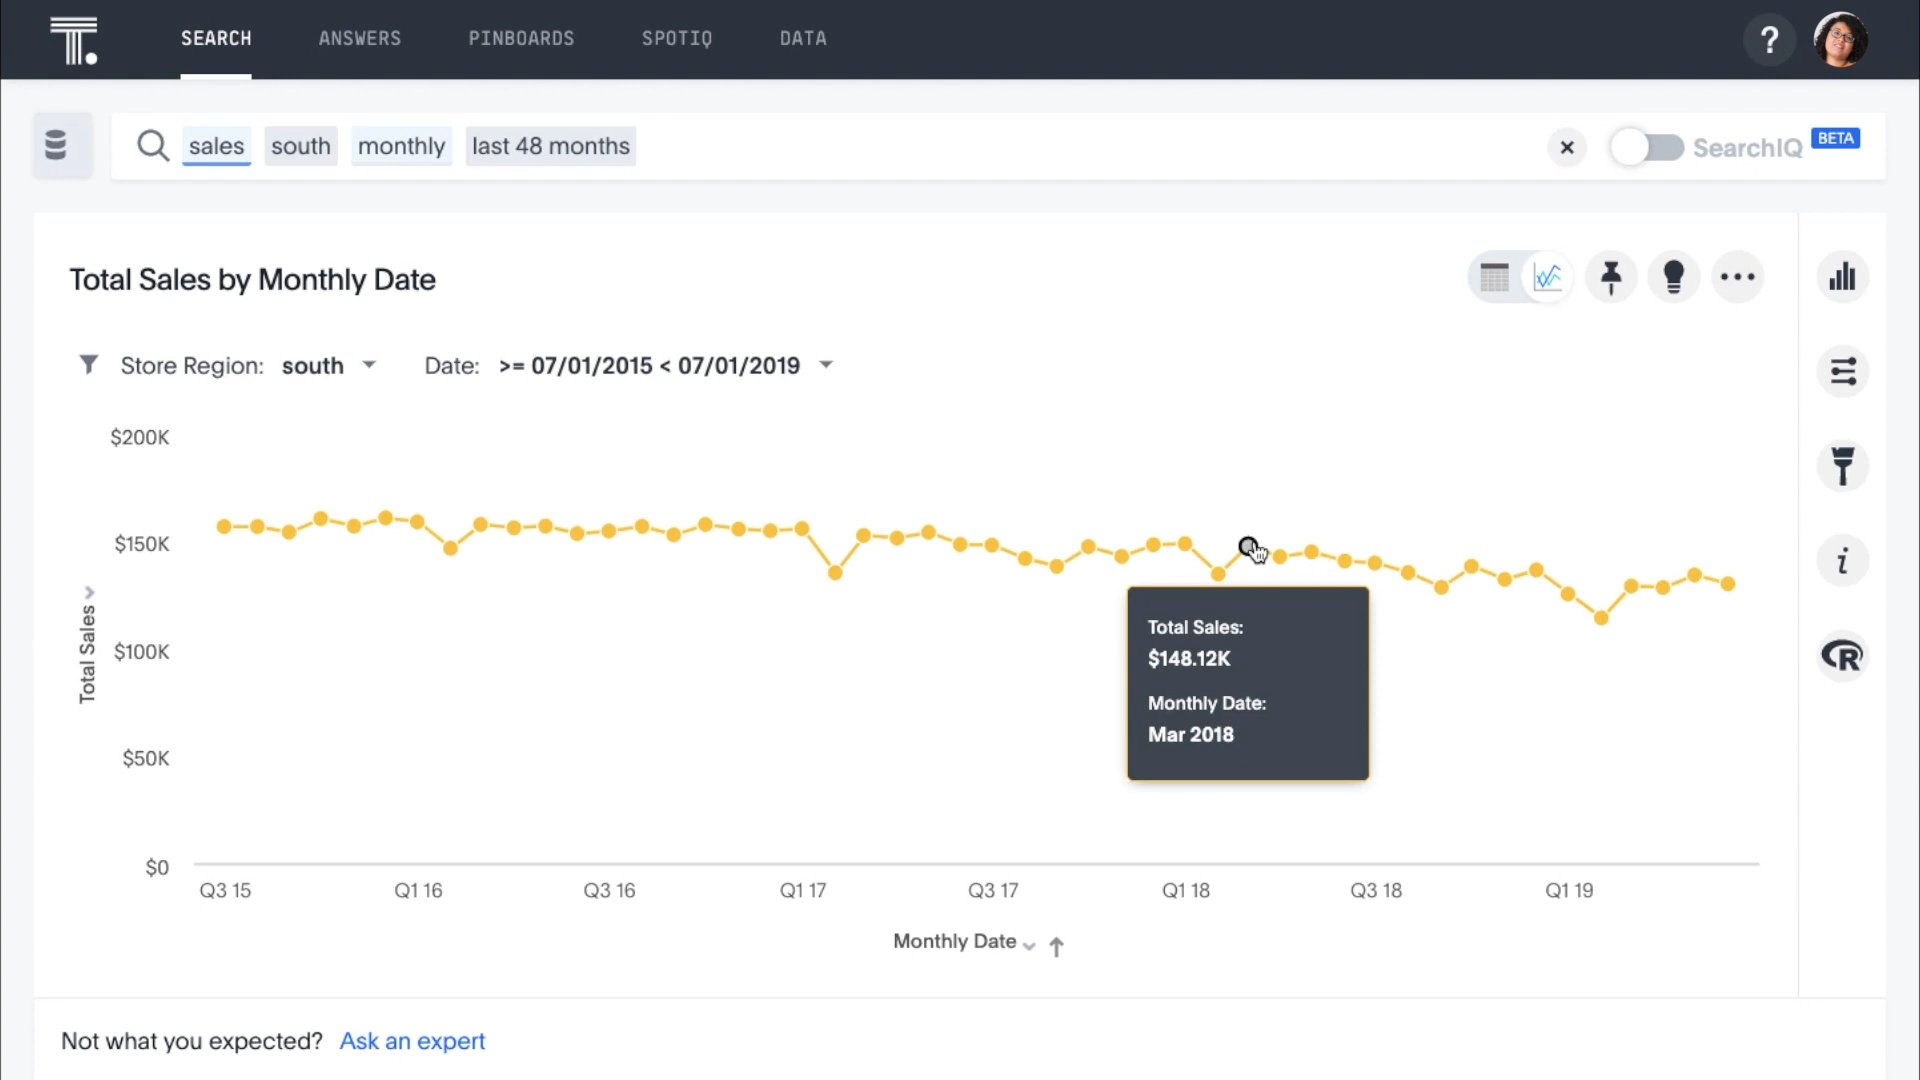 T.
SEARCH
ANSWERS
PINBOARDS
SPOTIQ
DATA
?
sales south monthly last 48 months
SearchIQ BETA
Total Sales by Monthly Date
Store Region: south
Date: >= 07/01/2015 < 07/01/2019
$200K
$150K
$100K
$50K
$0
Total Sales
Total Sales:
$148.12K
Monthly Date:
Mar 2018
Q3 15
Q1 16
Q3 16
Q1 17
Q3 17
Q1 18
Q3 18
Q1 19
Monthly Date
i
R
Not what you expected? Ask an expert